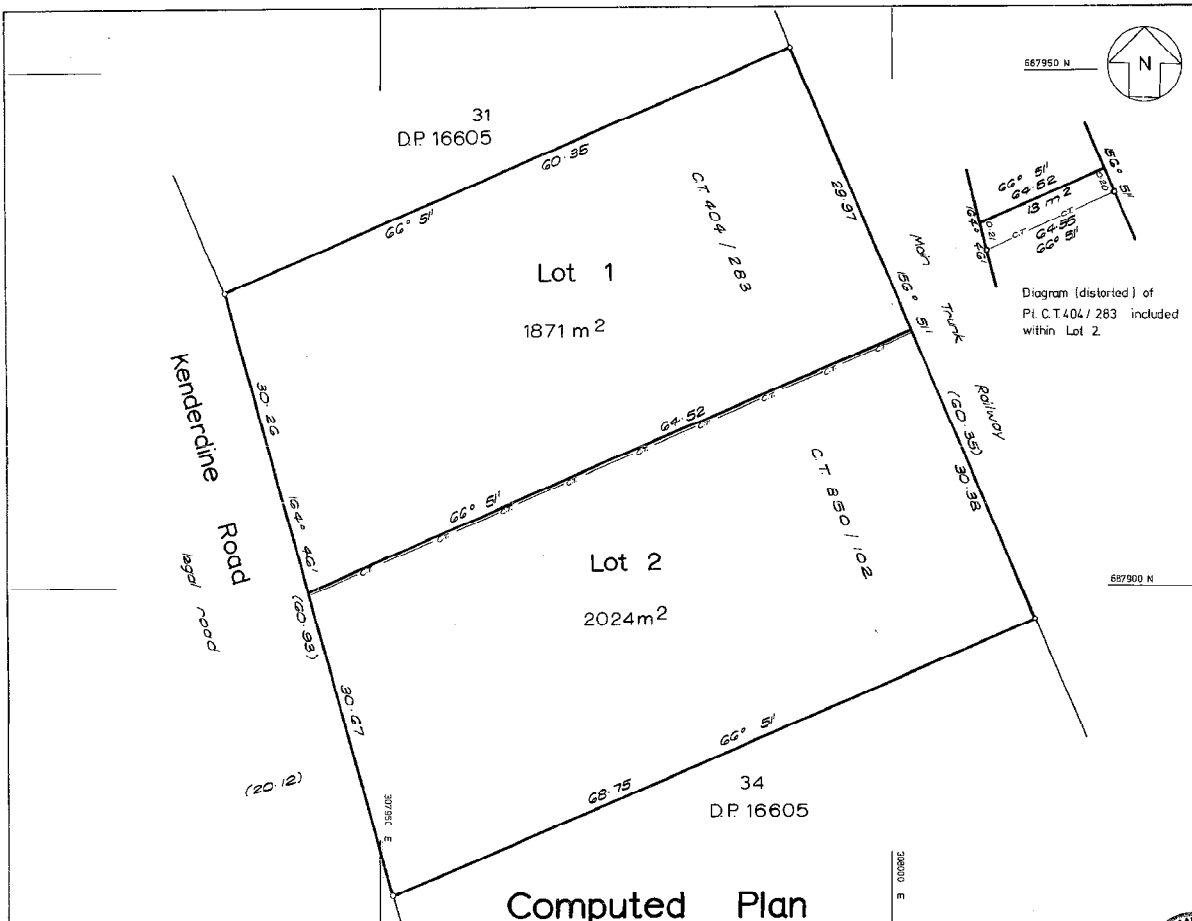 687950 N
N
31
D.P. 16605
60·35
66° 51'
C.T. 404 / 283
29·97
Lot 1
1871 m²
Main Trunk Railway
156° 51'
66° 51'
64·52
156° 51'
0·20
13 m²
0·21
C.T. C.T.
64·55
66° 51'
164° 46'
Diagram (distorted) of
Pt. C.T. 404 / 283 included
within Lot 2.
Kenderdine Road
legal road
30·26
164° 46'
(60·93)
30·67
64·52
66° 51'
C.T. C.T. C.T. C.T. C.T. C.T. C.T. C.T. C.T.
(60·35)
30·38
C.T. 850 / 102
Lot 2
2024 m²
687900 N
66° 51'
68·75
34
D.P. 16605
(20·12)
307950 E
308000 E
Computed Plan